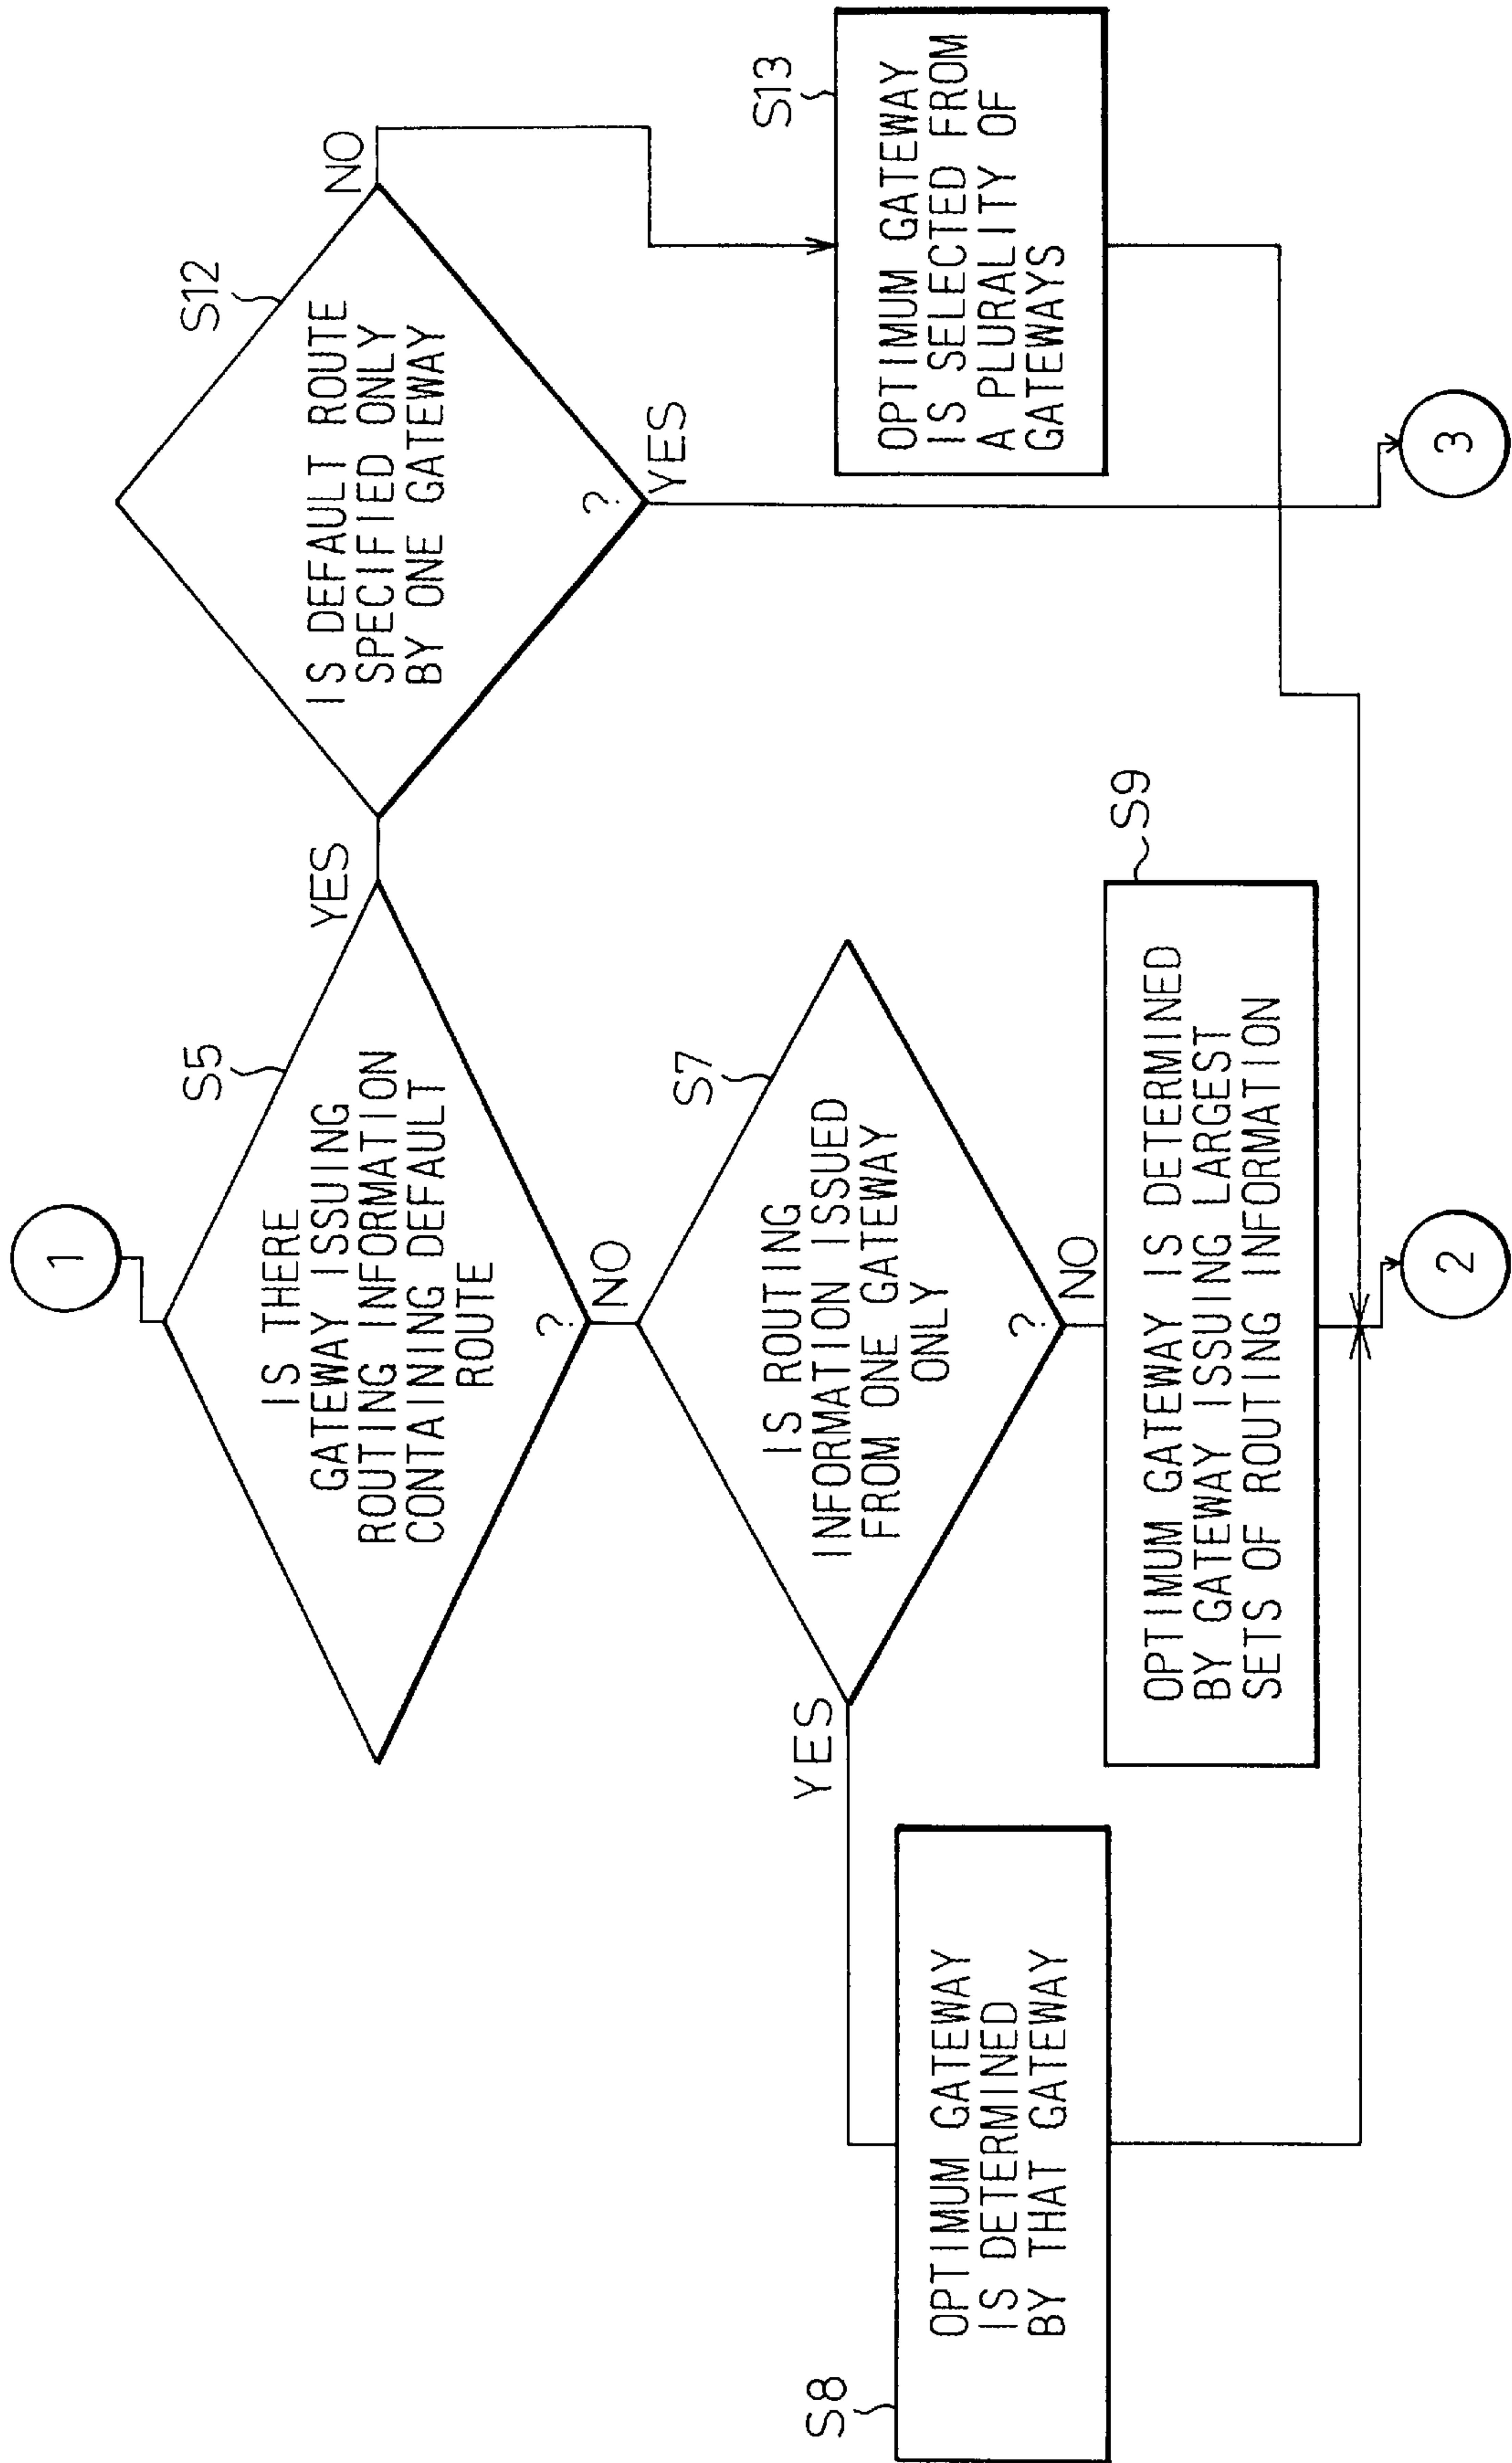 1
S5
IS THERE
GATEWAY ISSUING
ROUTING INFORMATION
CONTAINING DEFAULT
ROUTE
?
YES
NO
S12
IS DEFAULT ROUTE
SPECIFIED ONLY
BY ONE GATEWAY
?
NO
YES
S7
IS ROUTING
INFORMATION ISSUED
FROM ONE GATEWAY
ONLY
?
YES
NO
S13
OPTIMUM GATEWAY
IS SELECTED FROM
A PLURALITY OF
GATEWAYS
S8
OPTIMUM GATEWAY
IS DETERMINED
BY THAT GATEWAY
S9
OPTIMUM GATEWAY IS DETERMINED
BY GATEWAY ISSUING LARGEST
SETS OF ROUTING INFORMATION
2
3